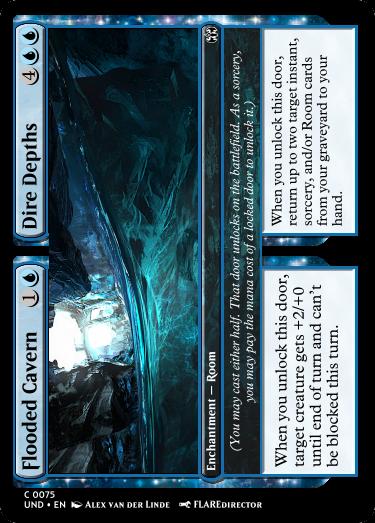 Flooded Cavern 1
When you unlock this door,
target creature gets +2/+0
until end of turn and can't
be blocked this turn.
Dire Depths 4
When you unlock this door,
return up to two target instant,
sorcery, and/or Room cards
from your graveyard to your
hand.
Enchantment — Room
(You may cast either half. That door unlocks on the battlefield. As a sorcery,
you may pay the mana cost of a locked door to unlock it.)
C 0075
UND • EN Alex van der Linde FLAREDirector